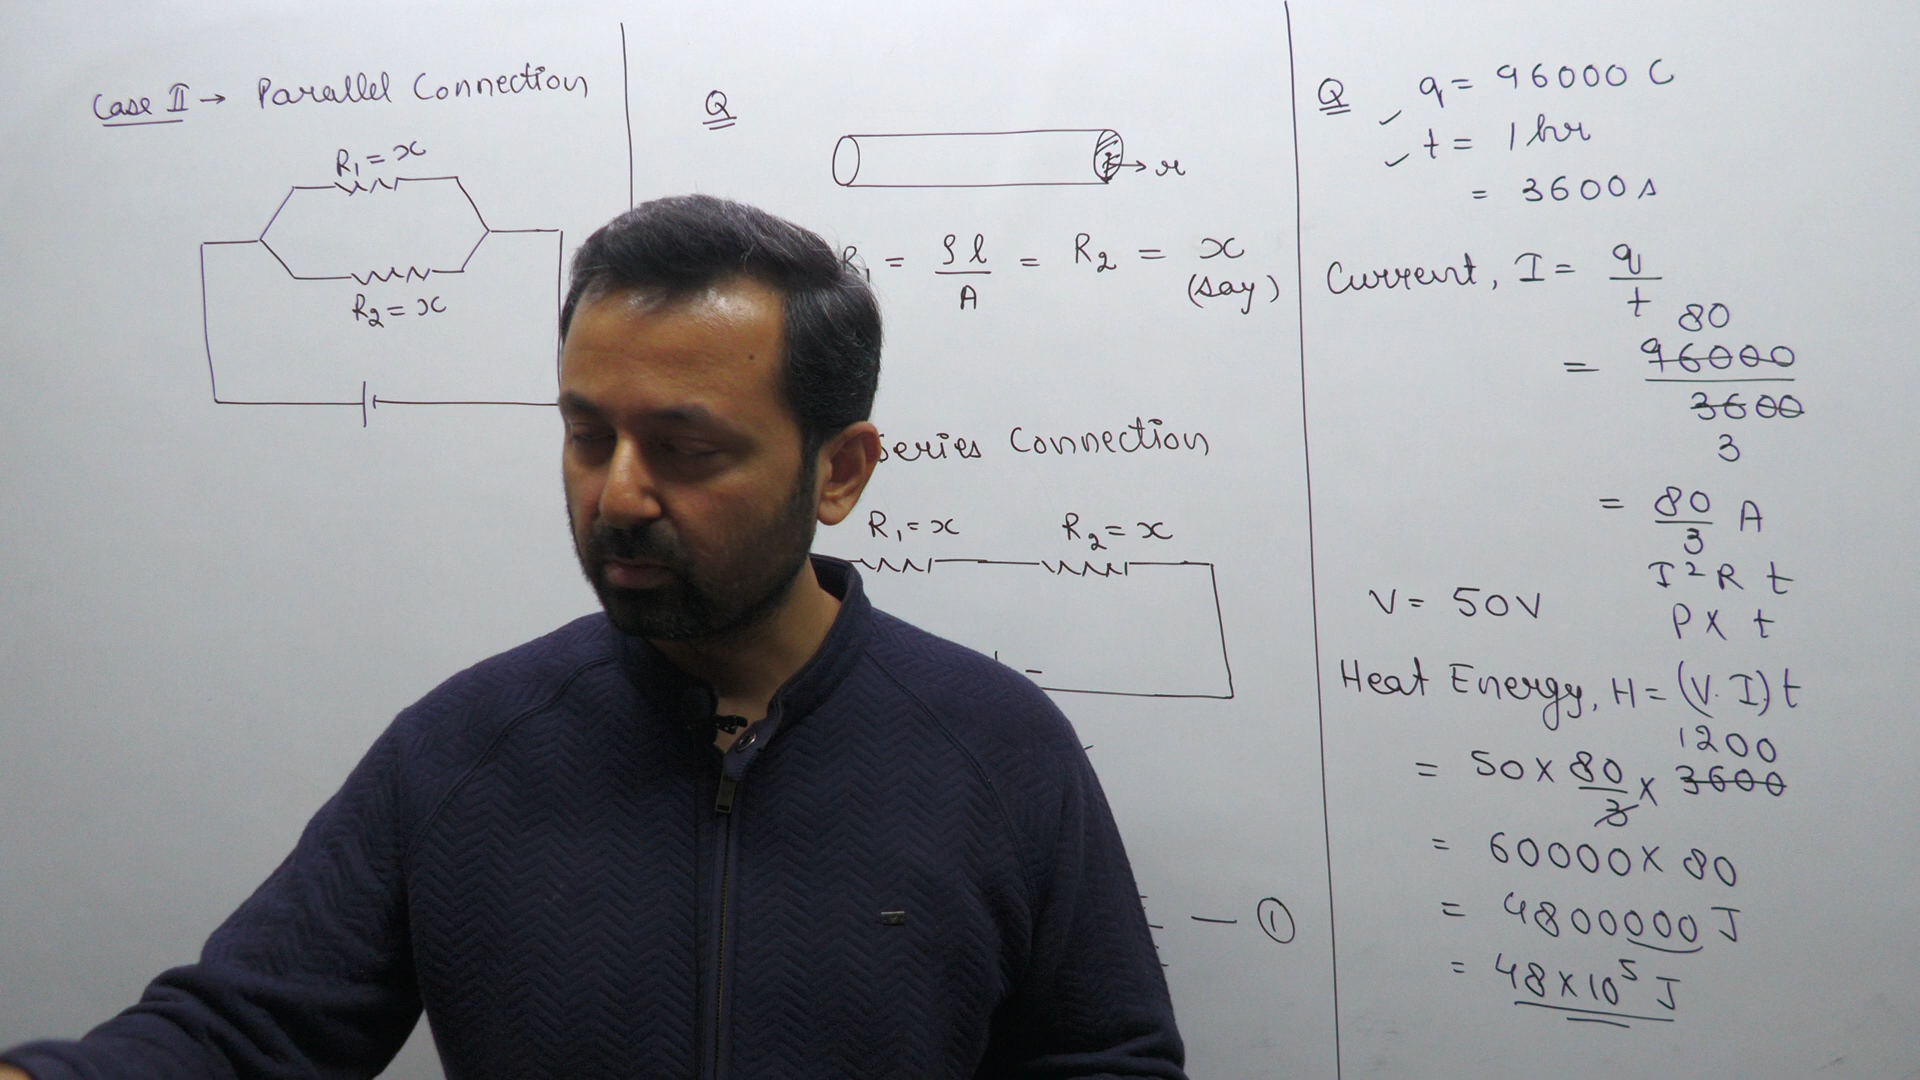 Case II → Parallel Connection
R₁ = x
R₂ = x
Q
→ r
R₁ = ρl/A = R₂ = x
(say)
Series Connection
R₁ = x R₂ = x
— ①
Q q = 96000 C
t = 1 hr
= 3600 s
Current, I = q/t
80
= 96000/3600
3
= 80/3 A
I²R t
V = 50V
P x t
Heat Energy, H = (V.I) t
1200
= 50 x 80/3 x 3600
= 60000 x 80
= 4800000 J
= 48 x 10⁵ J